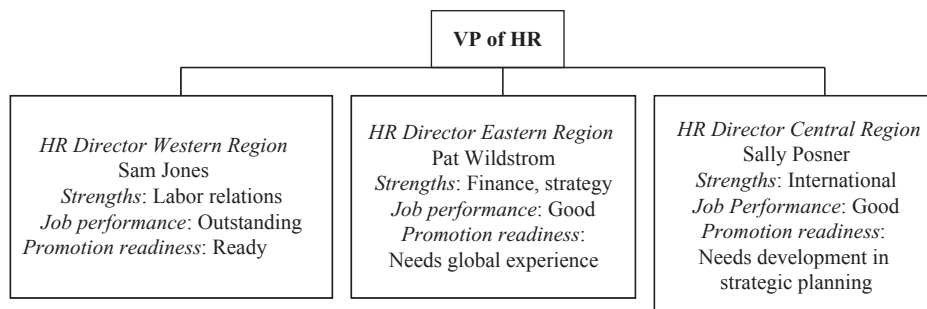 VP of HR
HR Director Western Region
Sam Jones
Strengths: Labor relations
Job performance: Outstanding
Promotion readiness: Ready
HR Director Eastern Region
Pat Wildstrom
Strengths: Finance, strategy
Job performance: Good
Promotion readiness:
Needs global experience
HR Director Central Region
Sally Posner
Strengths: International
Job Performance: Good
Promotion readiness:
Needs development in
strategic planning